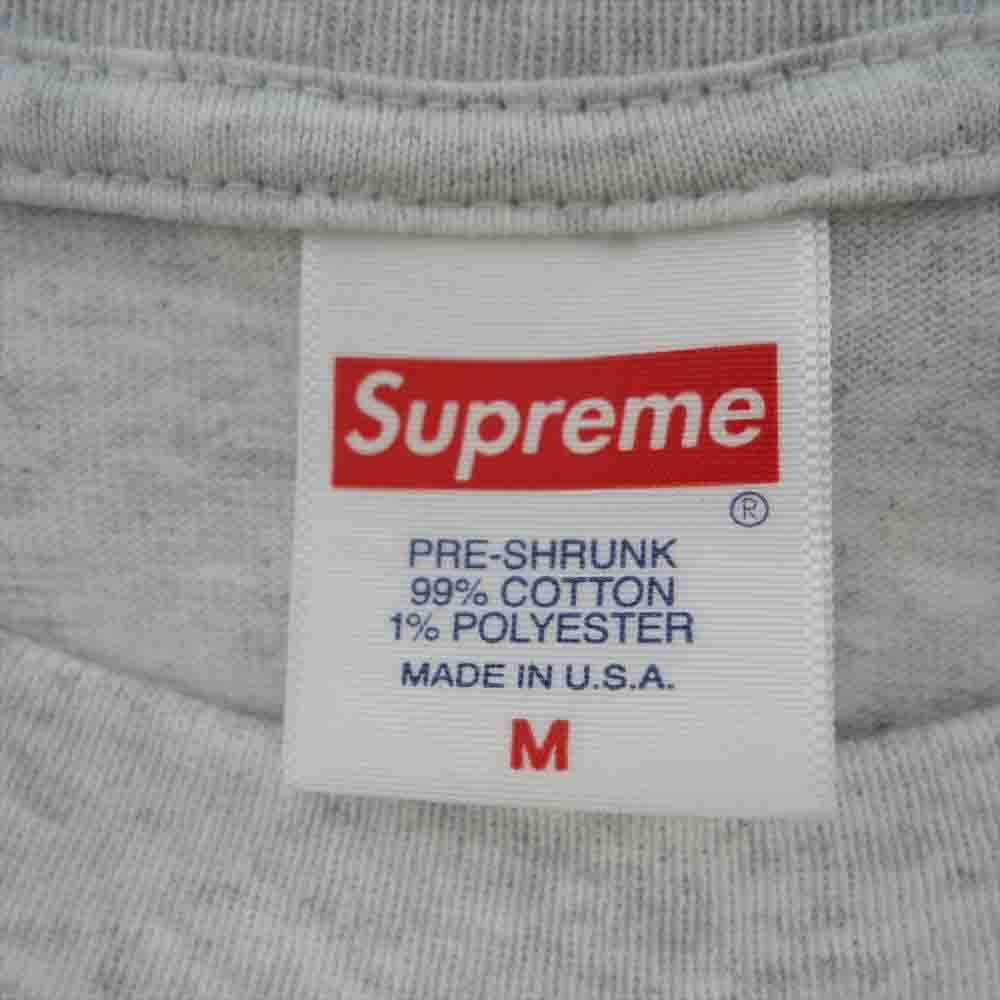 Supreme
®
PRE-SHRUNK
99% COTTON
1% POLYESTER
MADE IN U.S.A.
M